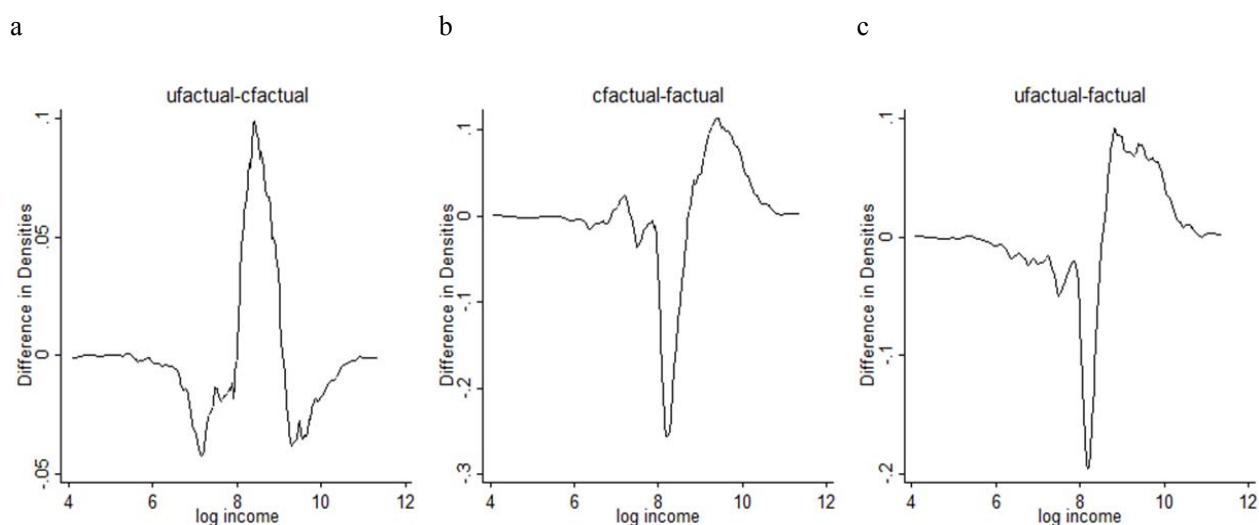 a
b
c
ufactual-cfactual
Difference in Densities
.1
.05
0
-.05
4 6 8 10 12
log income
cfactual-factual
Difference in Densities
.1
0
-.1
-.2
-.3
4 6 8 10 12
log income
ufactual-factual
Difference in Densities
.1
0
-.1
-.2
4 6 8 10 12
log income